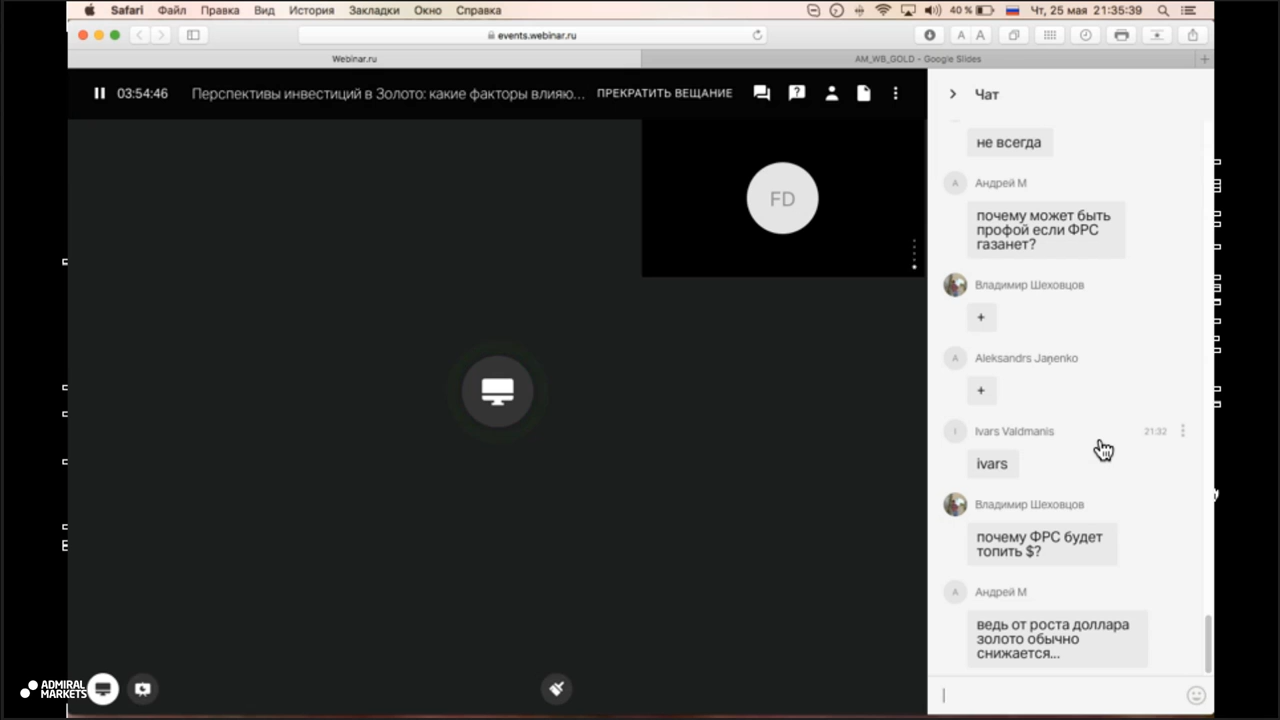 Safari Файл Правка Вид История Закладки Окно Справка 40 % Чт, 25 мая 21:35:39
A A
events.webinar.ru
Webinar.ru
AM_WB_GOLD - Google Slides
03:54:46
Перспективы инвестиций в Золото: какие факторы влияю...
ПРЕКРАТИТЬ ВЕЩАНИЕ
FD
Чат
не всегда
A Андрей М
почему может быть
профой если ФРС
газанет?
Владимир Шеховцов
+
A Aleksandrs Jaņenko
+
I Ivars Valdmanis 21:32
ivars
Владимир Шеховцов
почему ФРС будет
топить $?
A Андрей М
ведь от роста доллара
золото обычно
снижается...
ADMIRAL
MARKETS